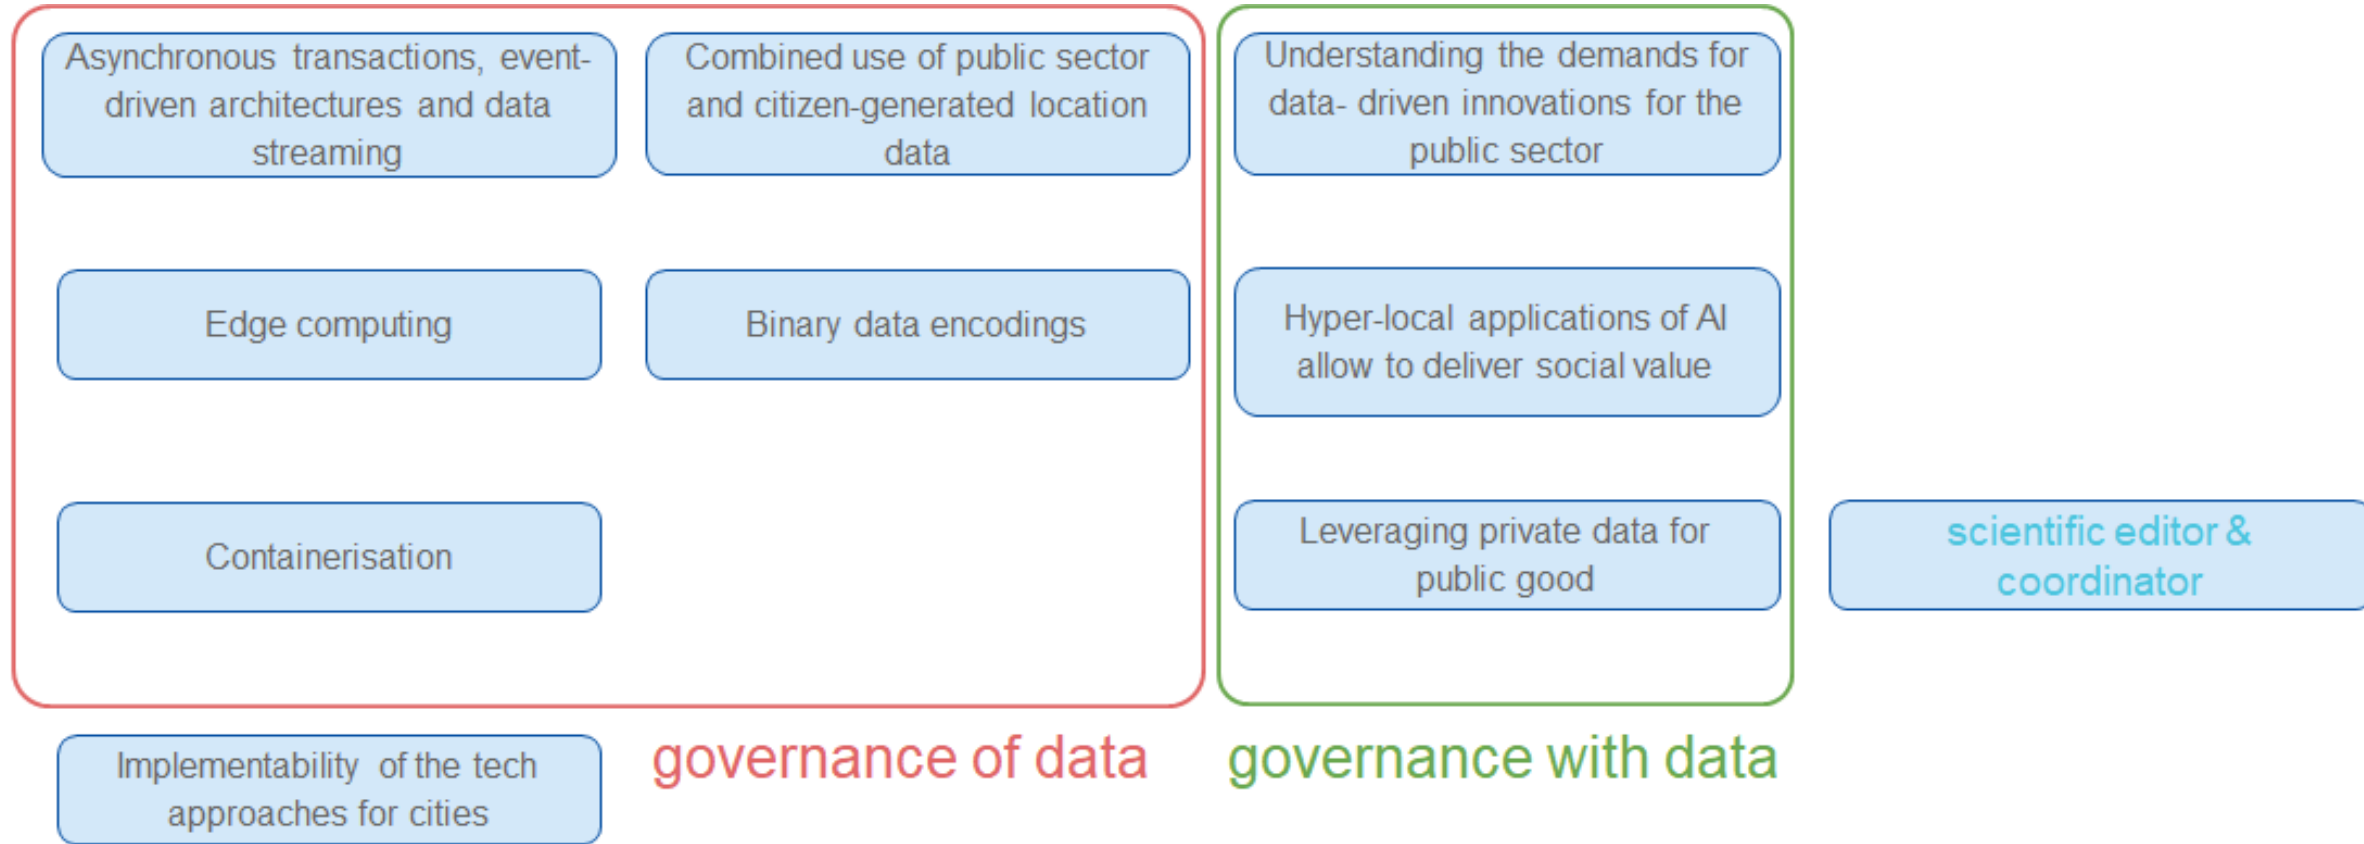 Asynchronous transactions, event-
driven architectures and data
streaming
Combined use of public sector
and citizen-generated location
data
Understanding the demands for
data- driven innovations for the
public sector
Edge computing
Binary data encodings
Hyper-local applications of AI
allow to deliver social value
Containerisation
Leveraging private data for
public good
scientific editor &
coordinator
Implementability of the tech
approaches for cities
governance of data
governance with data